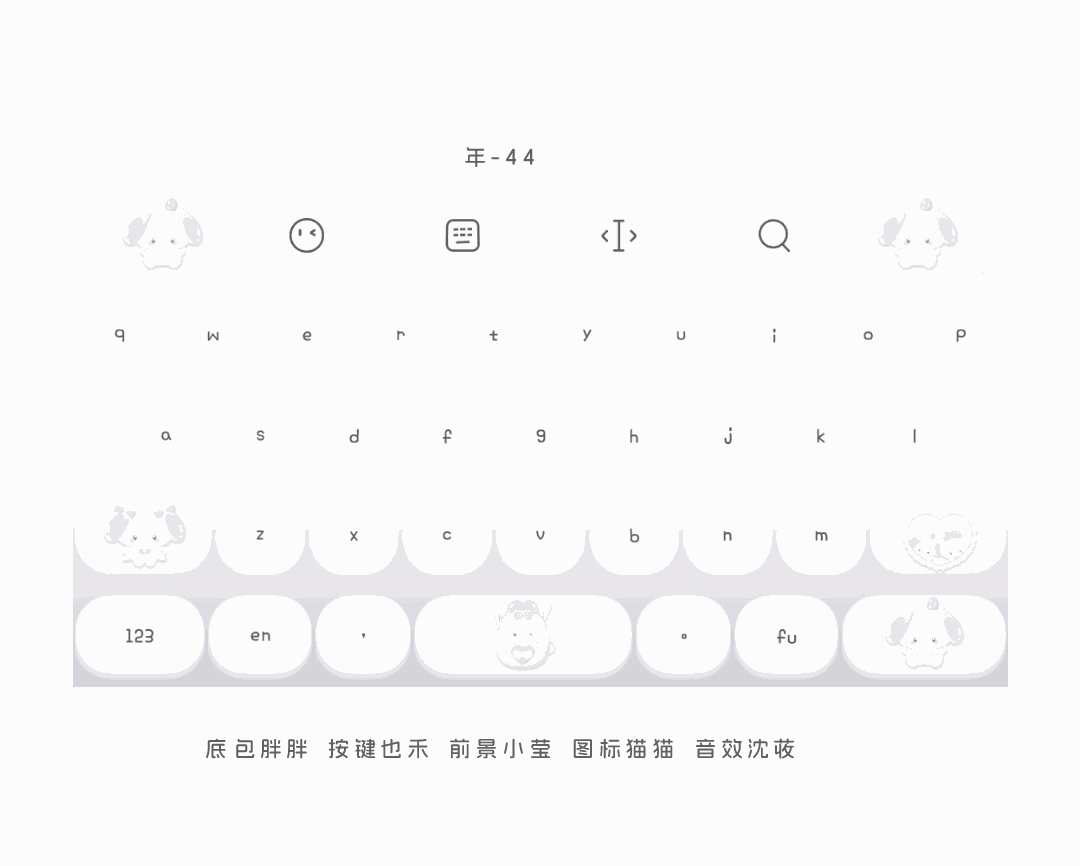 年-44
q w e r t y u i o p
a s d f g h j k l
z x c v b n m
123 en , 。 fu
底包胖胖 按键也禾 前景小莹 图标猫猫 音效沈荍